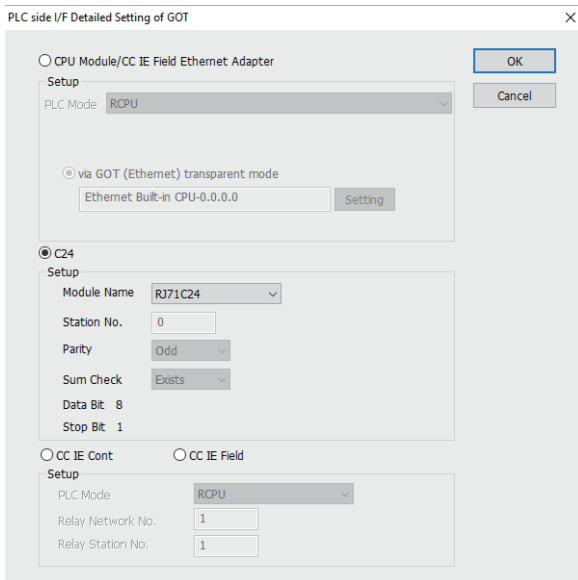 PLC side I/F Detailed Setting of GOT
CPU Module/CC IE Field Ethernet Adapter
OK
Setup
Cancel
PLC Mode RCPU
via GOT (Ethernet) transparent mode
Ethernet Built-in CPU-0.0.0.0 Setting
C24
Setup
Module Name RJ71C24
Station No. 0
Parity Odd
Sum Check Exists
Data Bit 8
Stop Bit 1
CC IE Cont CC IE Field
Setup
PLC Mode RCPU
Relay Network No. 1
Relay Station No. 1